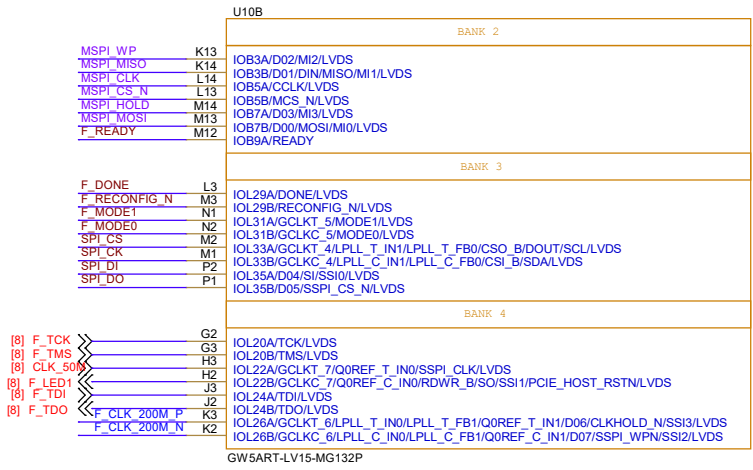 U10B
BANK 2
MSPI_WP K13 IOB3A/D02/MI2/LVDS
MSPI_MISO K14 IOB3B/D01/DIN/MISO/MI1/LVDS
MSPI_CLK L14 IOB5A/CCLK/LVDS
MSPI_CS_N L13 IOB5B/MCS_N/LVDS
MSPI_HOLD M14 IOB7A/D03/MI3/LVDS
MSPI_MOSI M13 IOB7B/D00/MOSI/MI0/LVDS
F_READY M12 IOB9A/READY
BANK 3
F_DONE L3 IOL29A/DONE/LVDS
F_RECONFIG_N M3 IOL29B/RECONFIG_N/LVDS
F_MODE1 N1 IOL31A/GCLKT_5/MODE1/LVDS
F_MODE0 N2 IOL31B/GCLKC_5/MODE0/LVDS
SPI_CS M2 IOL33A/GCLKT_4/LPLL_T_IN1/LPLL_T_FB0/CSO_B/DOUT/SCL/LVDS
SPI_CK M1 IOL33B/GCLKC_4/LPLL_C_IN1/LPLL_C_FB0/CSI_B/SDA/LVDS
SPI_DI P2 IOL35A/D04/SI/SSI0/LVDS
SPI_DO P1 IOL35B/D05/SSPI_CS_N/LVDS
BANK 4
[8] F_TCK G2 IOL20A/TCK/LVDS
[8] F_TMS G3 IOL20B/TMS/LVDS
[8] CLK_50M H3 IOL22A/GCLKT_7/Q0REF_T_IN0/SSPI_CLK/LVDS
[8] F_LED1 H2 IOL22B/GCLKC_7/Q0REF_C_IN0/RDWR_B/SO/SSI1/PCIE_HOST_RSTN/LVDS
[8] F_TDI J3 IOL24A/TDI/LVDS
[8] F_TDO J2 IOL24B/TDO/LVDS
F_CLK_200M_P K3 IOL26A/GCLKT_6/LPLL_T_IN0/LPLL_T_FB1/Q0REF_T_IN1/D06/CLKHOLD_N/SSI3/LVDS
F_CLK_200M_N K2 IOL26B/GCLKC_6/LPLL_C_IN0/LPLL_C_FB1/Q0REF_C_IN1/D07/SSPI_WPN/SSI2/LVDS
GW5ART-LV15-MG132P